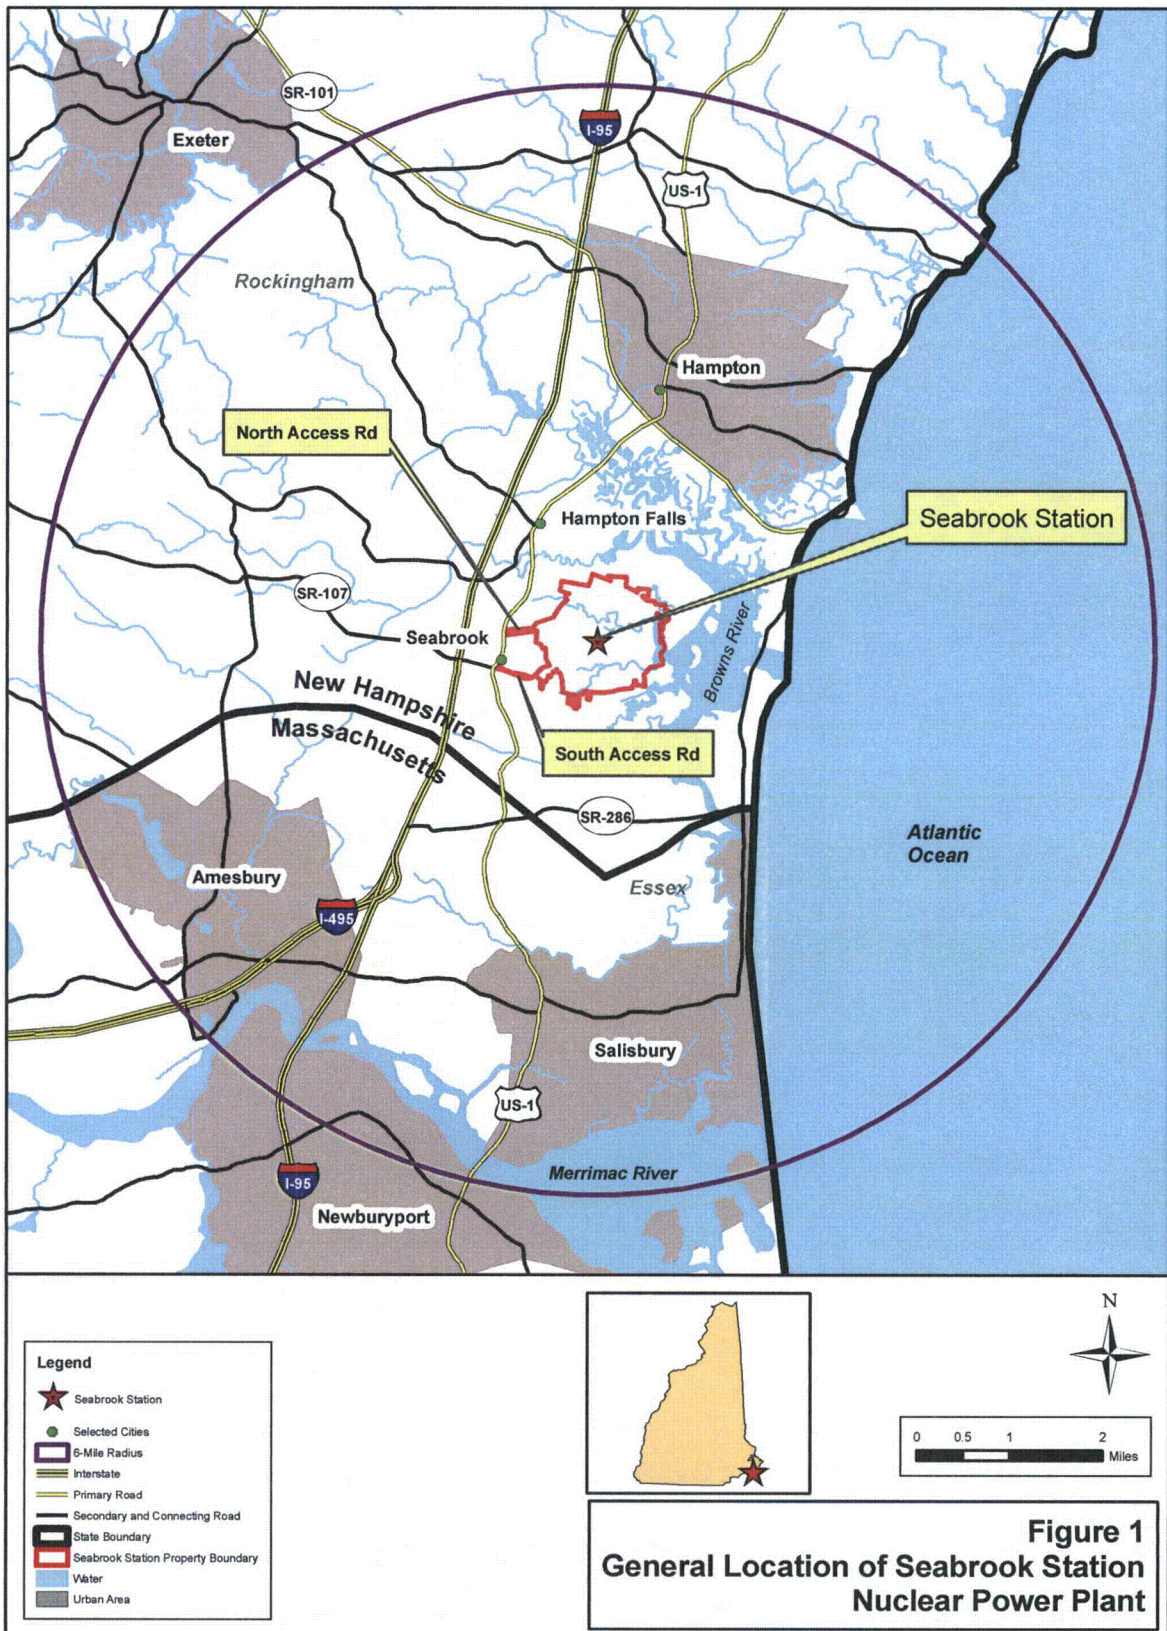 SR-101
I-95
Exeter
US-1
Rockingham
Hampton
North Access Rd
Seabrook Station
Hampton Falls
SR-107
Seabrook
Browns River
New Hampshire
Massachusetts
South Access Rd
SR-286
Atlantic
Ocean
Amesbury
Essex
I-495
Salisbury
US-1
Merrimac River
I-95
Newburyport
N
Legend
Seabrook Station
Selected Cities
6-Mile Radius
Interstate
Primary Road
Secondary and Connecting Road
State Boundary
Seabrook Station Property Boundary
Water
Urban Area
0 0.5 1 2
Miles
Figure 1
General Location of Seabrook Station
Nuclear Power Plant